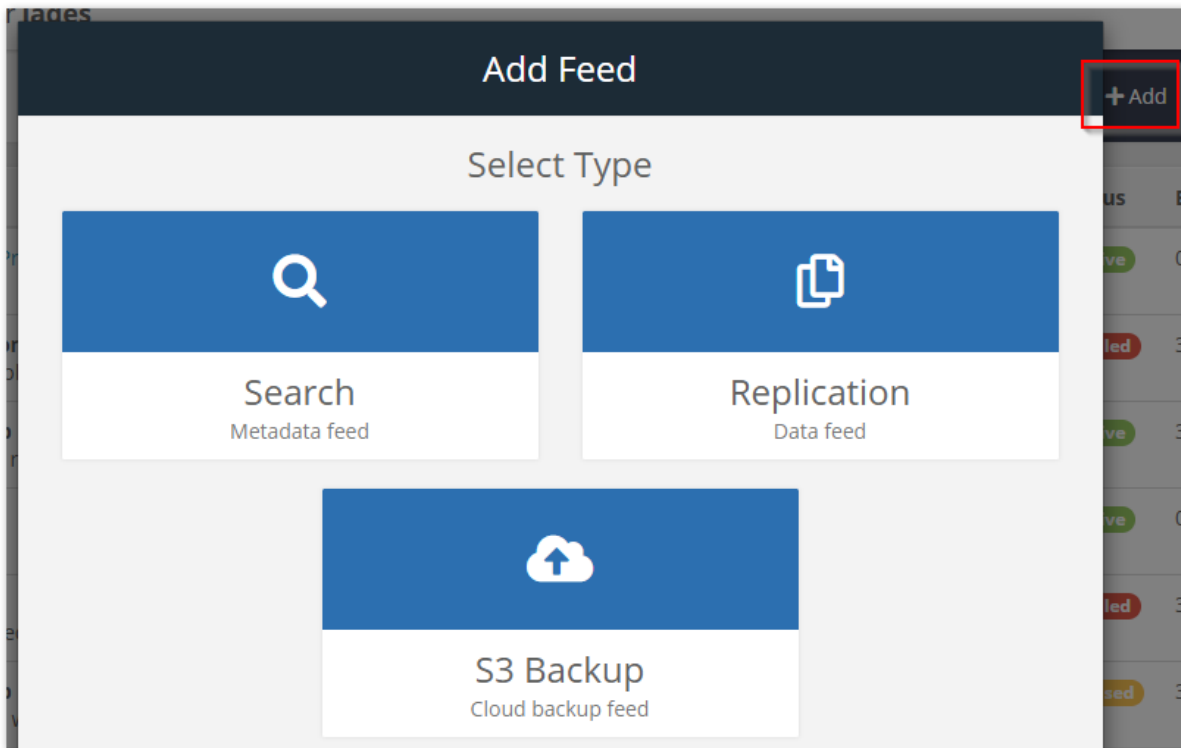 Add Feed
+ Add
Select Type
Search
Metadata feed
Replication
Data feed
S3 Backup
Cloud backup feed